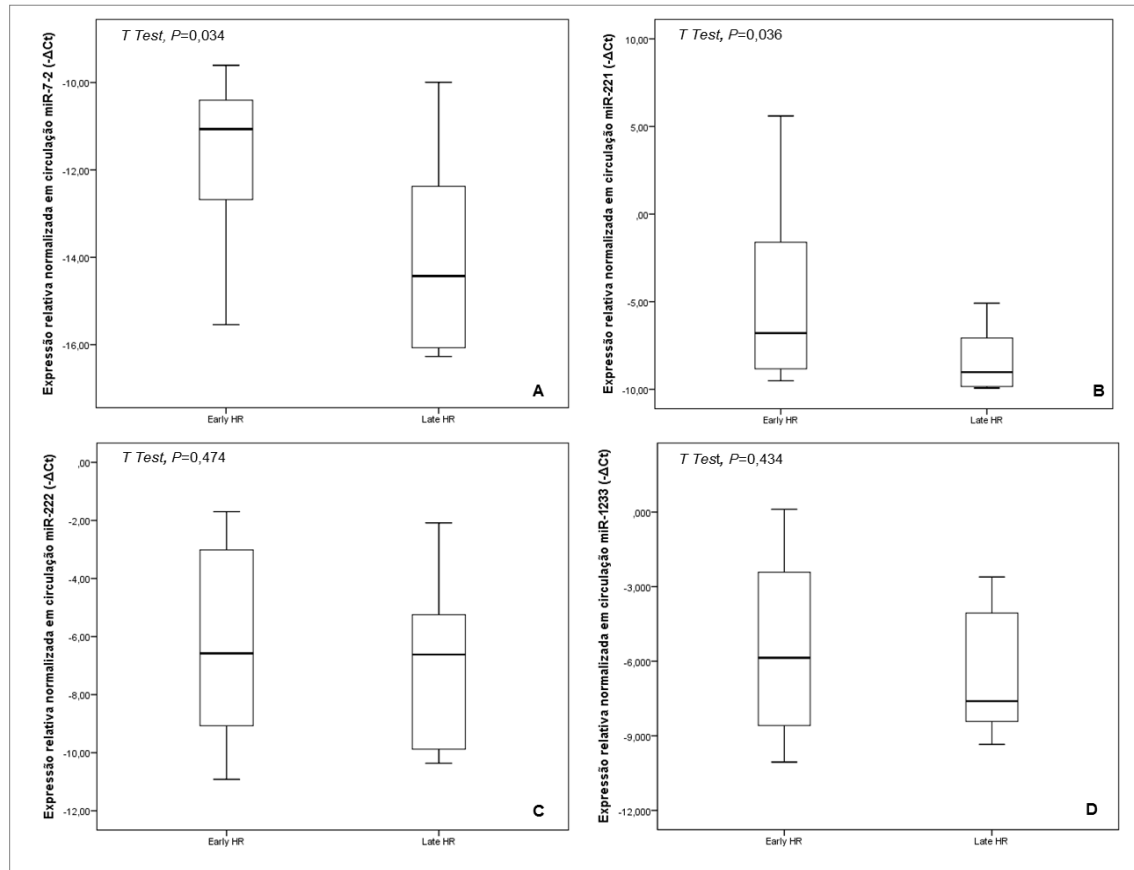 T Test, P=0,034
Expressão relativa normalizada em circulação miR-7-2 (-ΔCt)
-10,00
-12,00
-14,00
-16,00
Early HR
Late HR
A
T Test, P=0,036
Expressão relativa normalizada em circulação miR-221 (-ΔCt)
10,00
5,00
,00
-5,00
-10,00
Early HR
Late HR
B
T Test, P=0,474
Expressão relativa normalizada em circulação miR-222 (-ΔCt)
,00
-2,00
-4,00
-6,00
-8,00
-10,00
-12,00
Early HR
Late HR
C
T Test, P=0,434
Expressão relativa normalizada em circulação miR-1233 (-ΔCt)
,000
-3,000
-6,000
-9,000
-12,000
Early HR
Late HR
D